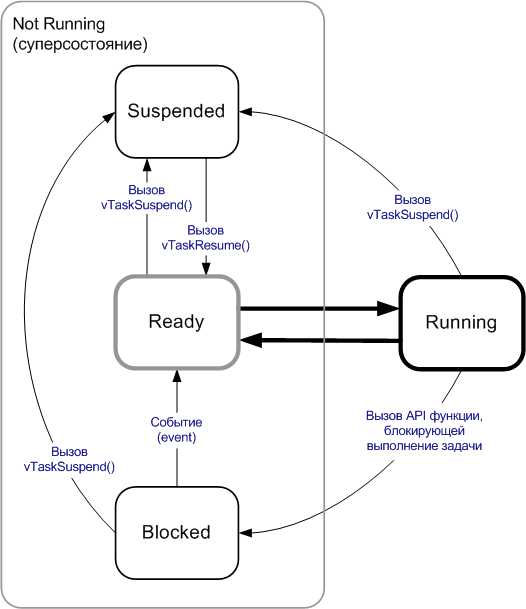 Not Running
(суперсостояние)
Suspended
Вызов
vTaskSuspend()
Вызов
vTaskResume()
Вызов
vTaskSuspend()
Ready
Running
Событие
(event)
Вызов API функции,
блокирующей
выполнение задачи
Вызов
vTaskSuspend()
Blocked